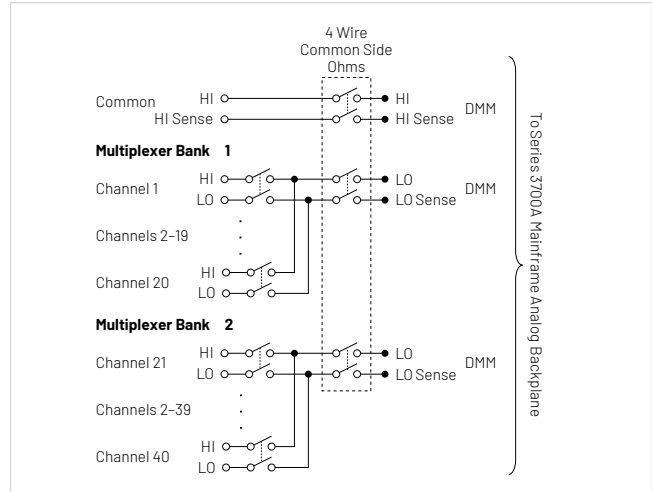 4 Wire
Common Side
Ohms
Common HI HI DMM
HI Sense HI Sense
Multiplexer Bank 1
Channel 1 HI LO DMM
LO LO Sense
Channels 2–19
Channel 20 HI
LO
Multiplexer Bank 2
Channel 21 HI LO DMM
LO LO Sense
Channels 2–39
Channel 40 HI
LO
To Series 3700A Mainframe Analog Backplane